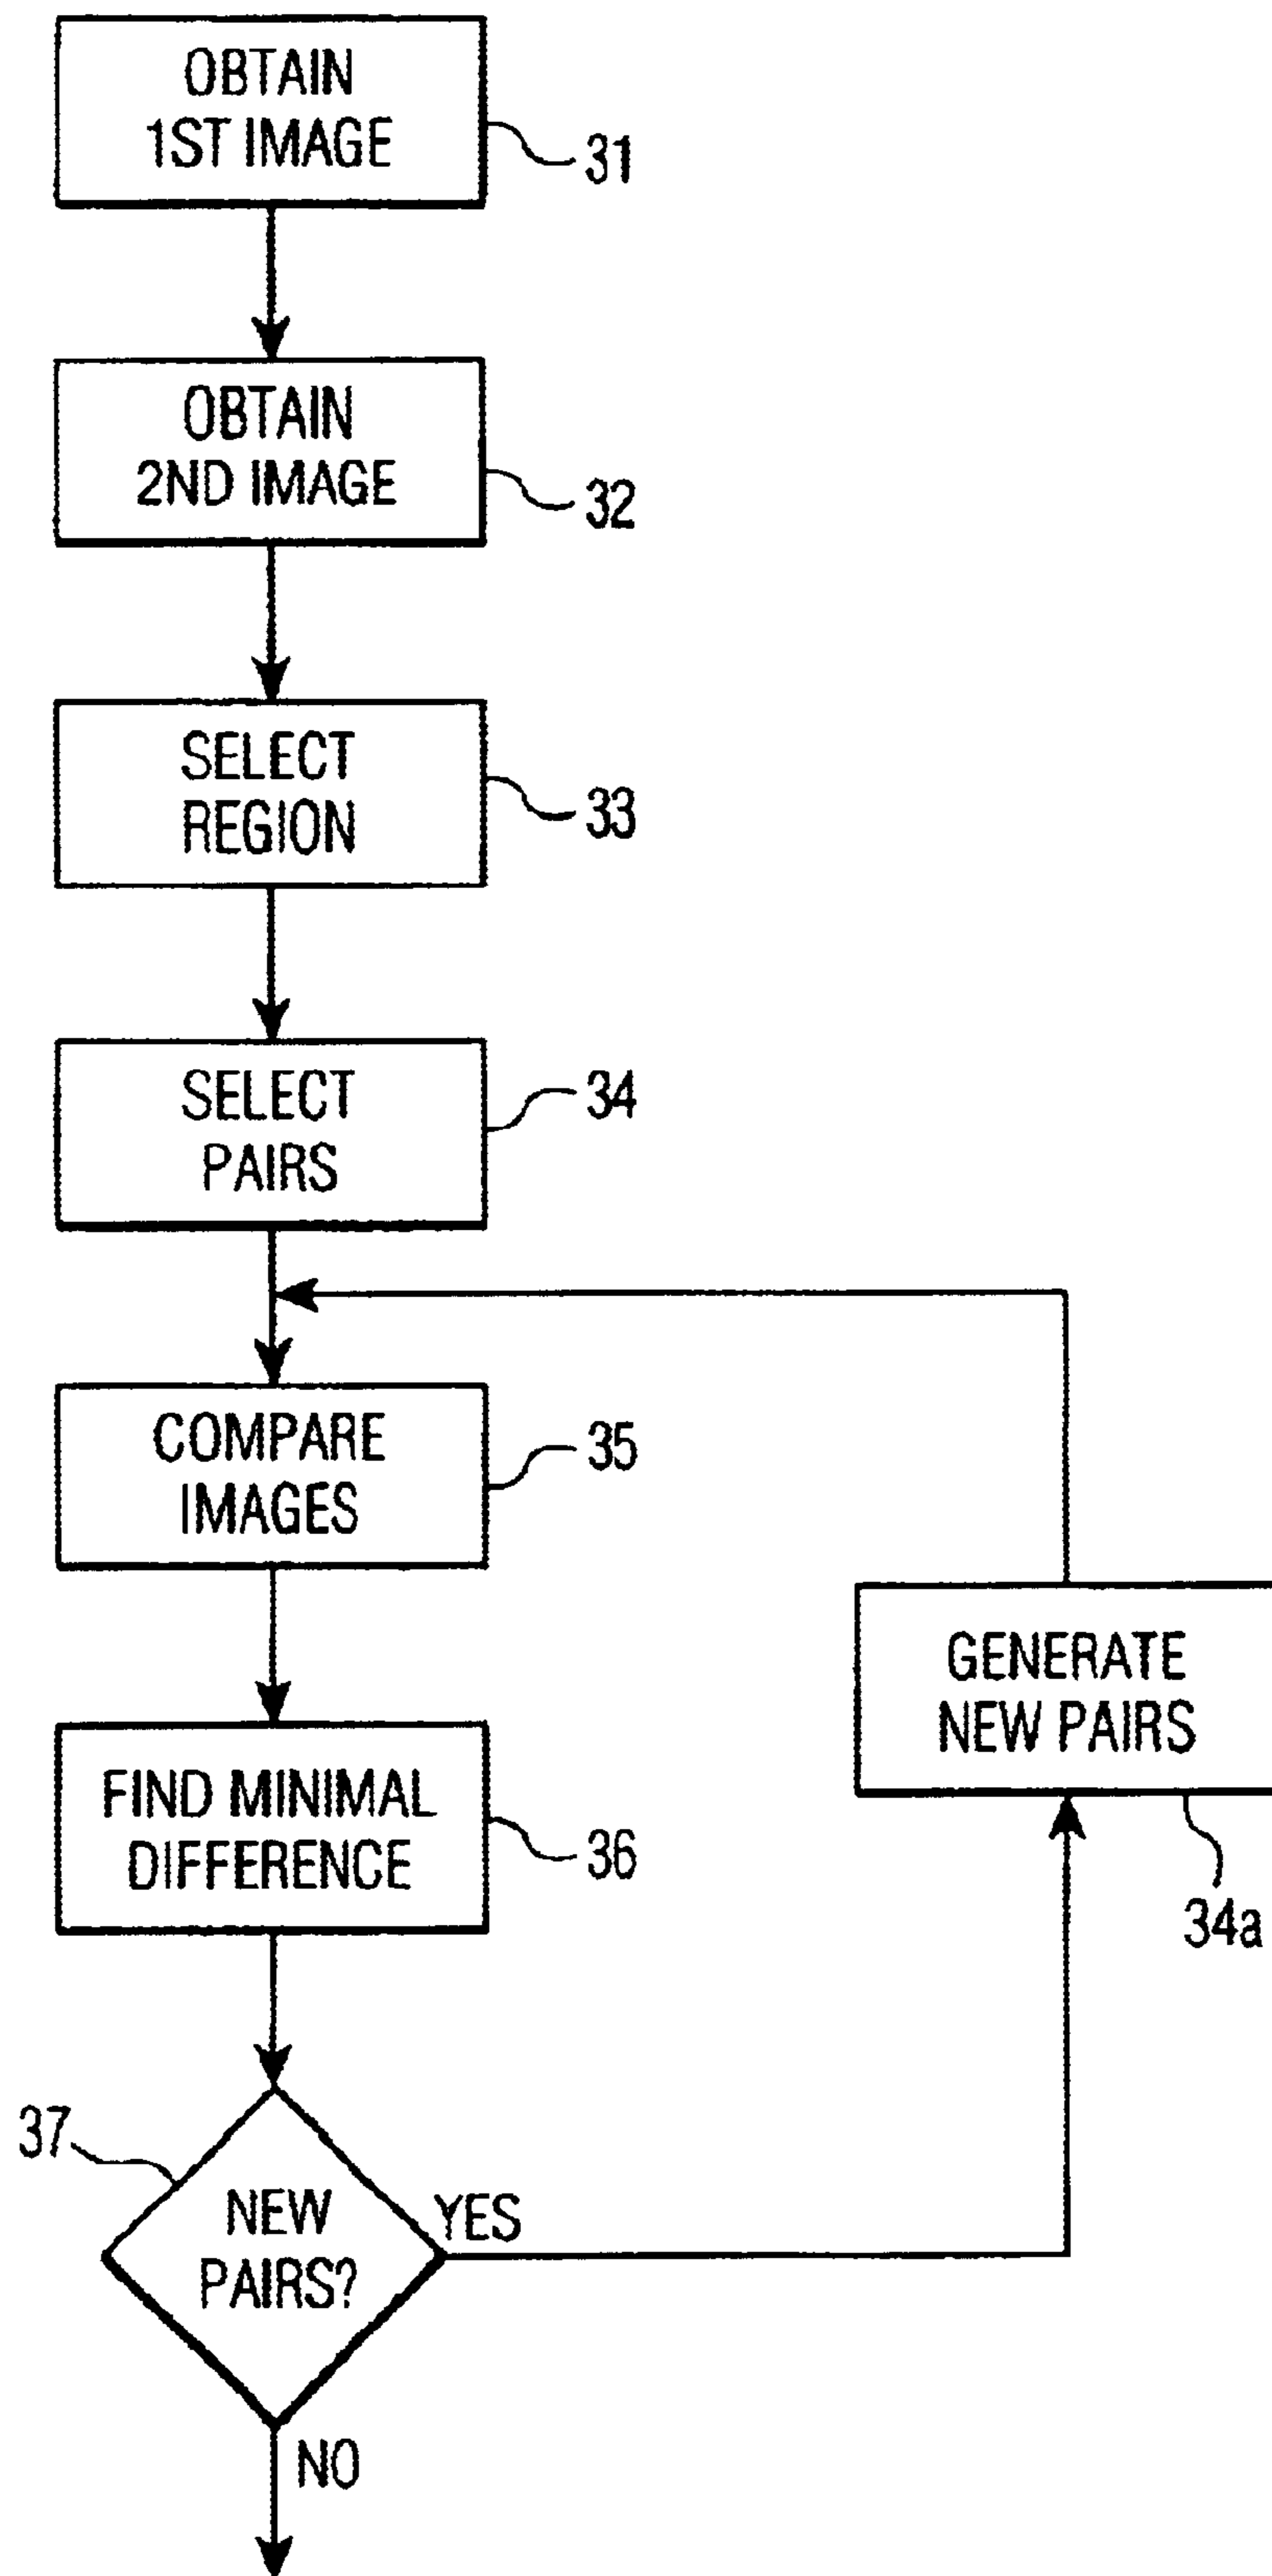 OBTAIN
1ST IMAGE
31
OBTAIN
2ND IMAGE
32
SELECT
REGION
33
SELECT
PAIRS
34
COMPARE
IMAGES
35
GENERATE
NEW PAIRS
34a
FIND MINIMAL
DIFFERENCE
36
37
NEW
PAIRS?
YES
NO